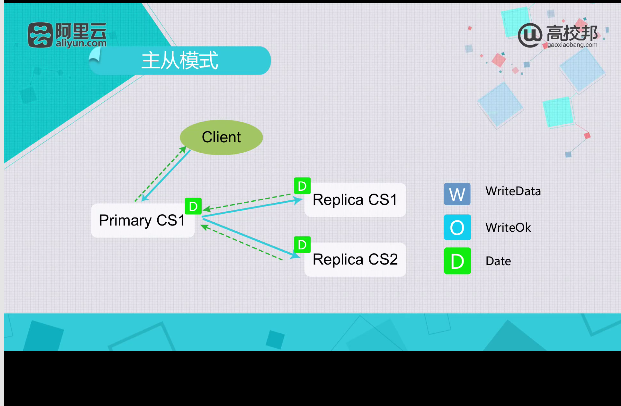 阿里云
aliyun.com
高校邦
gaoxiaobang.com
主从模式
Client
D
D
Primary CS1
Replica CS1
D
Replica CS2
W WriteData
O WriteOk
D Date